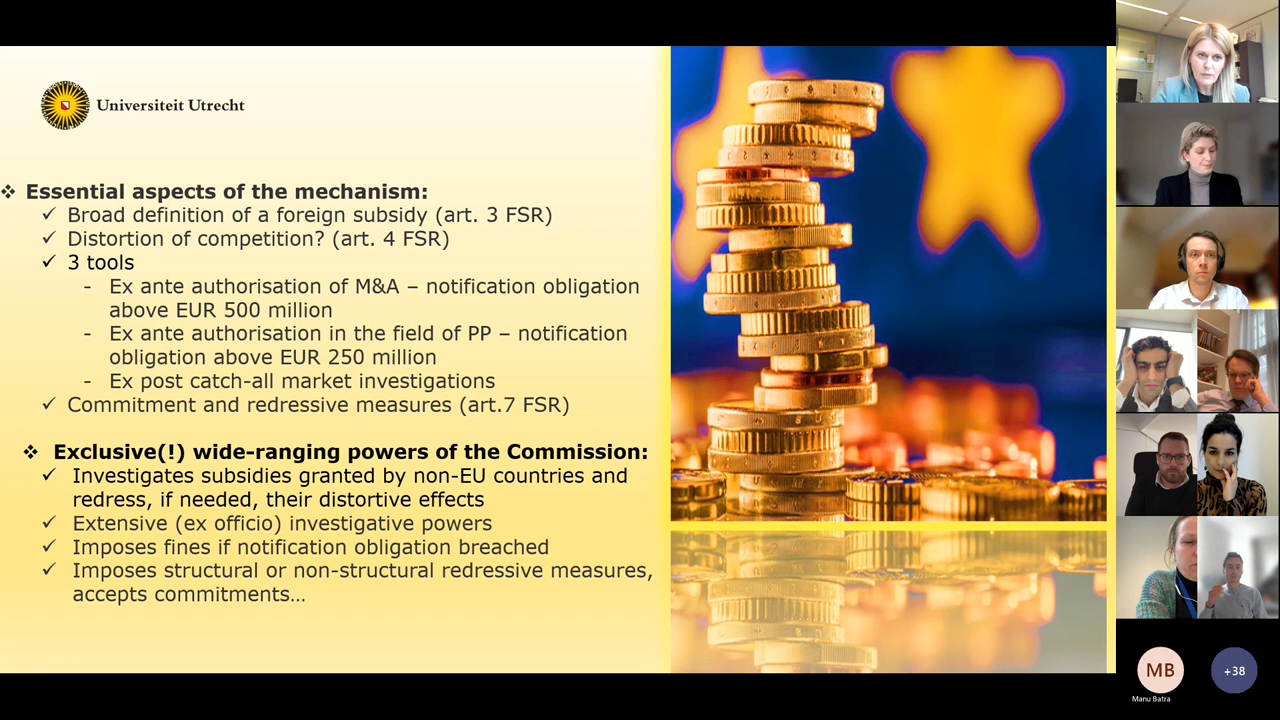 Universiteit Utrecht
❖ Essential aspects of the mechanism:
✓ Broad definition of a foreign subsidy (art. 3 FSR)
✓ Distortion of competition? (art. 4 FSR)
✓ 3 tools
- Ex ante authorisation of M&A – notification obligation
above EUR 500 million
- Ex ante authorisation in the field of PP – notification
obligation above EUR 250 million
- Ex post catch-all market investigations
✓ Commitment and redressive measures (art.7 FSR)
❖ Exclusive(!) wide-ranging powers of the Commission:
✓ Investigates subsidies granted by non-EU countries and
redress, if needed, their distortive effects
✓ Extensive (ex officio) investigative powers
✓ Imposes fines if notification obligation breached
✓ Imposes structural or non-structural redressive measures,
accepts commitments…
MB
+38
Manu Batra